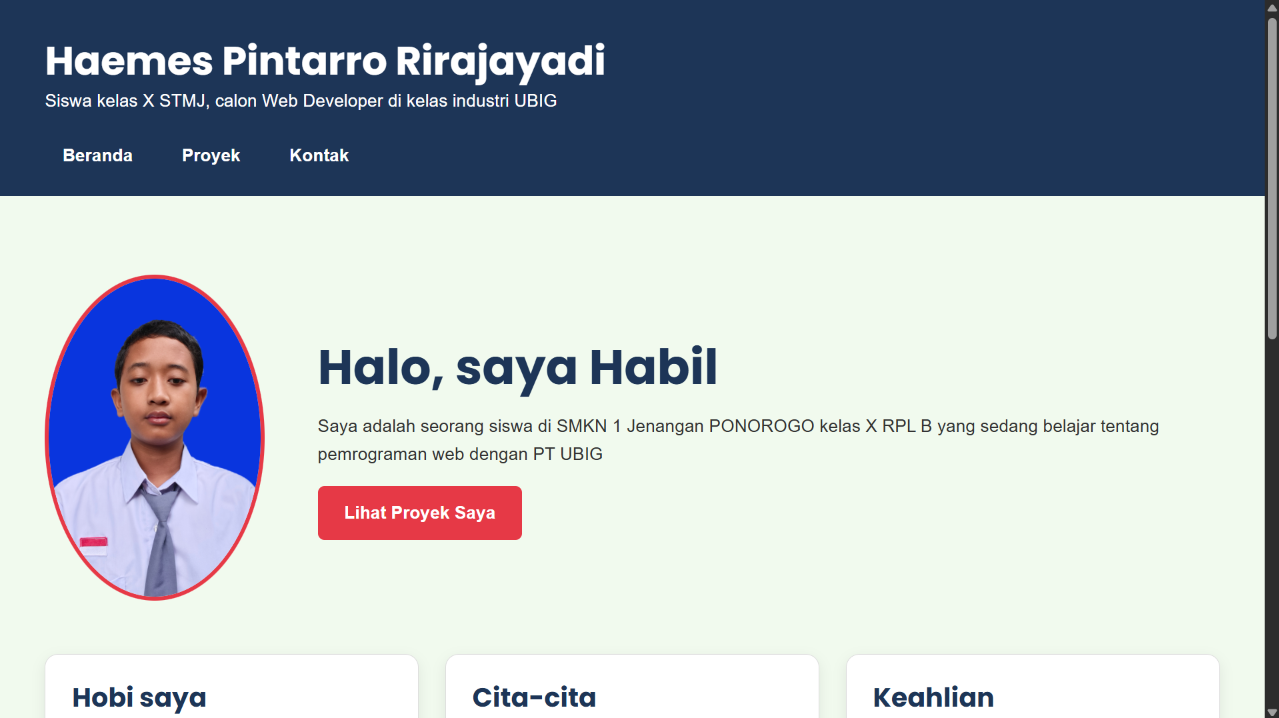 Haemes Pintarro Rirajayadi
Siswa kelas X STMJ, calon Web Developer di kelas industri UBIG
Beranda Proyek Kontak
Halo, saya Habil
Saya adalah seorang siswa di SMKN 1 Jenangan PONOROGO kelas X RPL B yang sedang belajar tentang
pemrograman web dengan PT UBIG
Lihat Proyek Saya
Hobi saya Cita-cita Keahlian